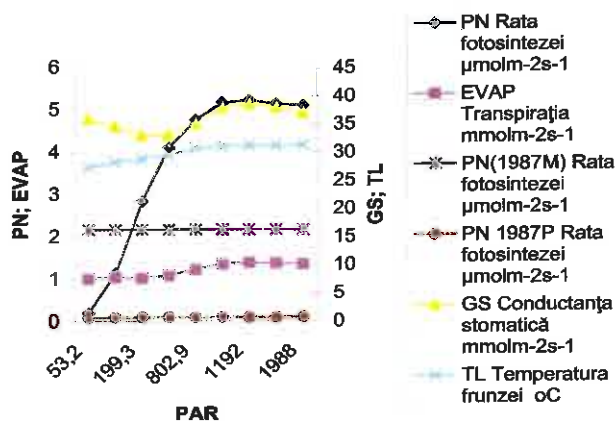 PN Rata
fotosintezei
µmolm-2s-1
EVAP
Transpiraţia
mmolm-2s-1
PN(1987M) Rata
fotosintezei
µmolm-2s-1
PN 1987P Rata
fotosintezei
µmolm-2s-1
GS Conductanţa
stomatică
mmolm-2s-1
TL Temperatura
frunzei oC
PN; EVAP
6
5
4
3
2
1
0
GS; TL
45
40
35
30
25
20
15
10
5
0
53,2
199,3
802,9
1192
1988
PAR